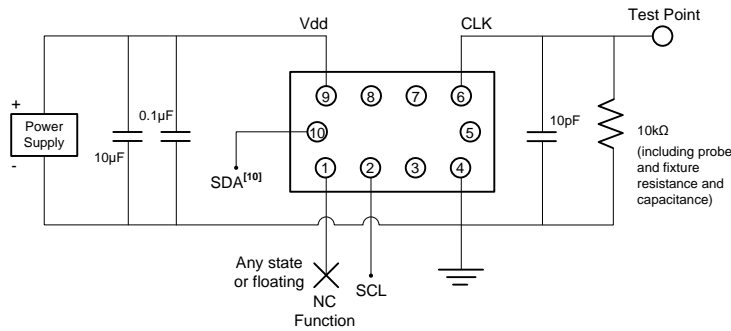 Vdd
CLK
Test Point
+
Power
Supply
-
10µF
0.1µF
9
8
7
6
10
5
1
2
3
4
SDA[10]
10pF
10kΩ
(including probe
and fixture
resistance and
capacitance)
Any state
or floating
NC
Function
SCL